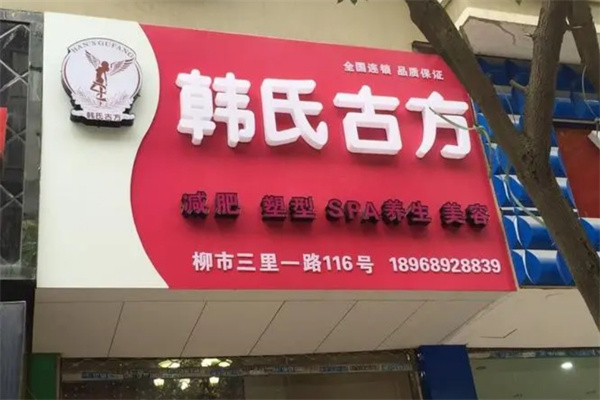 HAN'NGUFANG
韩氏古方
全国连锁 品质保证
韩氏古方
减肥 塑型 SPA养生 美容
柳市三里一路116号 18968928839